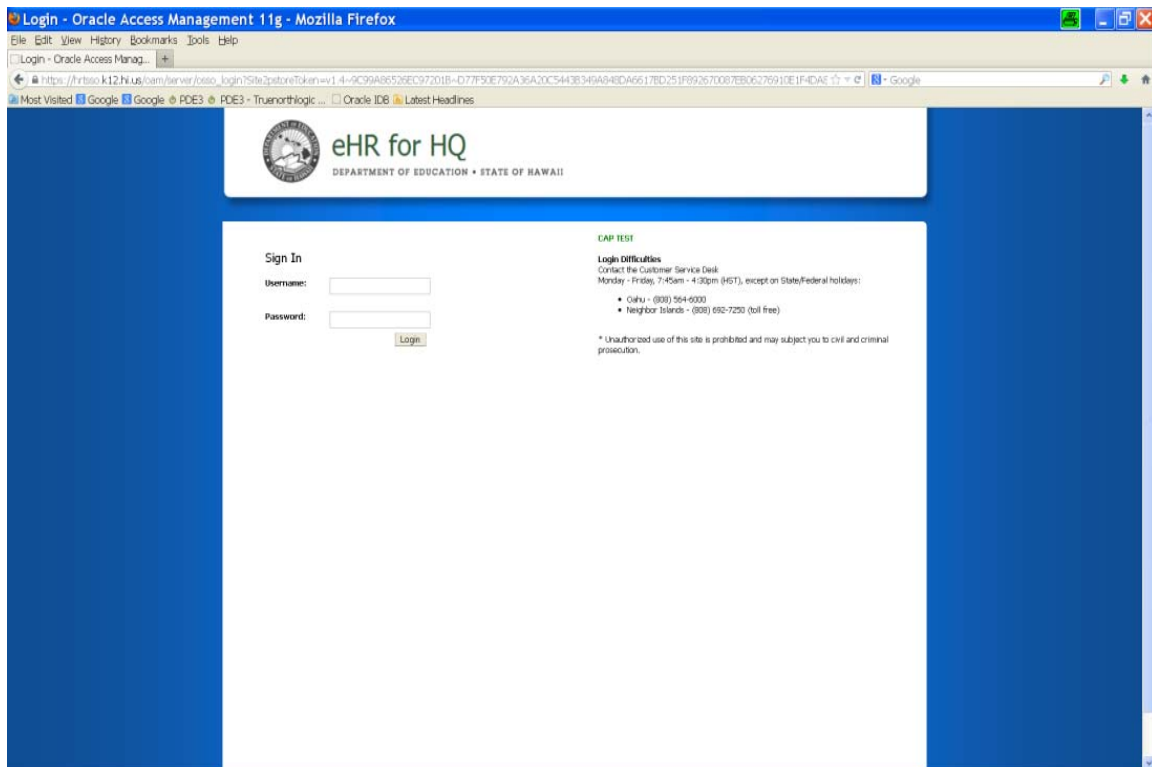 Login - Oracle Access Management 11g - Mozilla Firefox
File Edit View History Bookmarks Tools Help
Login - Oracle Access Manag... +
Google
Most Visited Google Google PDE3 PDE3 - Truenorthlogic ... Oracle IDB Latest Headlines
eHR for HQ
DEPARTMENT OF EDUCATION • STATE OF HAWAII
CAP TEST
Sign In
Login Difficulties
Contact the Customer Service Desk
Monday - Friday, 7:45am - 4:30pm (HST), except on State/Federal holidays:
Username:
• Oahu - (808) 564-6000
• Neighbor Islands - (808) 692-7250 (toll free)
Password:
Login
* Unauthorized use of this site is prohibited and may subject you to civil and criminal
prosecution.